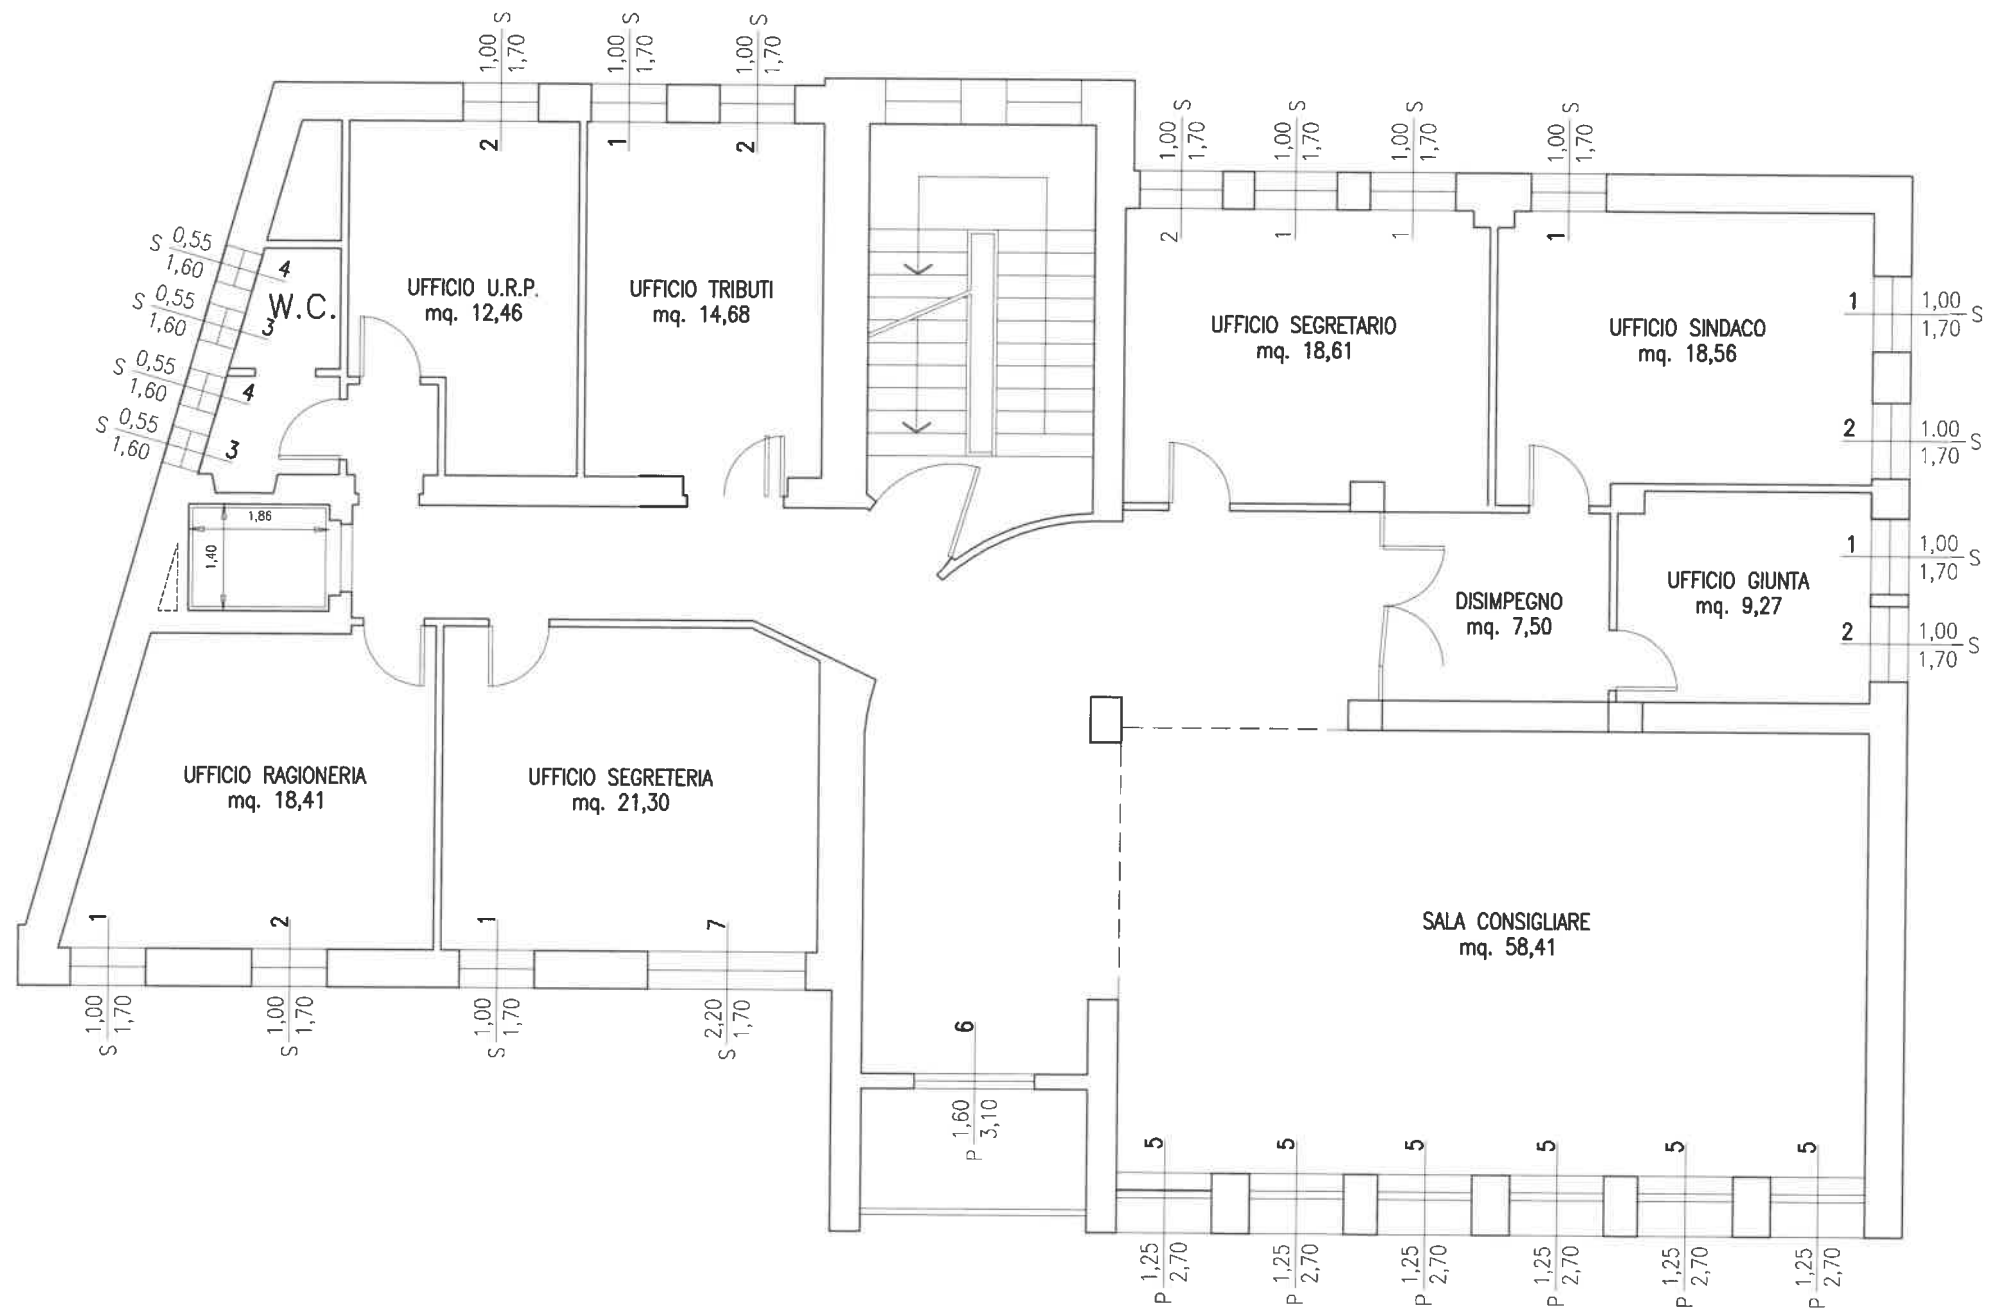 1,00 S
1,70
1,00 S
1,70
1,00 S
1,70
2
1
2
1,00 S
1,70
1,00 S
1,70
1,00 S
1,70
1,00 S
1,70
2
1
1
1
S 0,55
1,60
4
S 0,55
1,60
3
S 0,55
1,60
4
S 0,55
1,60
3
W.C.
UFFICIO U.R.P.
mq. 12,46
UFFICIO TRIBUTI
mq. 14,68
UFFICIO SEGRETARIO
mq. 18,61
UFFICIO SINDACO
mq. 18,56
1
1,00
1,70 S
2
1.00
1,70 S
1,86
1,40
1
1,00
1,70 S
2
1,00
1,70 S
DISIMPEGNO
mq. 7,50
UFFICIO GIUNTA
mq. 9,27
UFFICIO RAGIONERIA
mq. 18,41
UFFICIO SEGRETERIA
mq. 21,30
SALA CONSIGLIARE
mq. 58,41
1
2
1
7
S 1,00
1,70
S 1,00
1,70
S 1,00
1,70
S 2,20
1,70
6
P 1,60
3,10
5
5
5
5
5
5
P 1,25
2,70
P 1,25
2,70
P 1,25
2,70
P 1,25
2,70
P 1,25
2,70
P 1,25
2,70